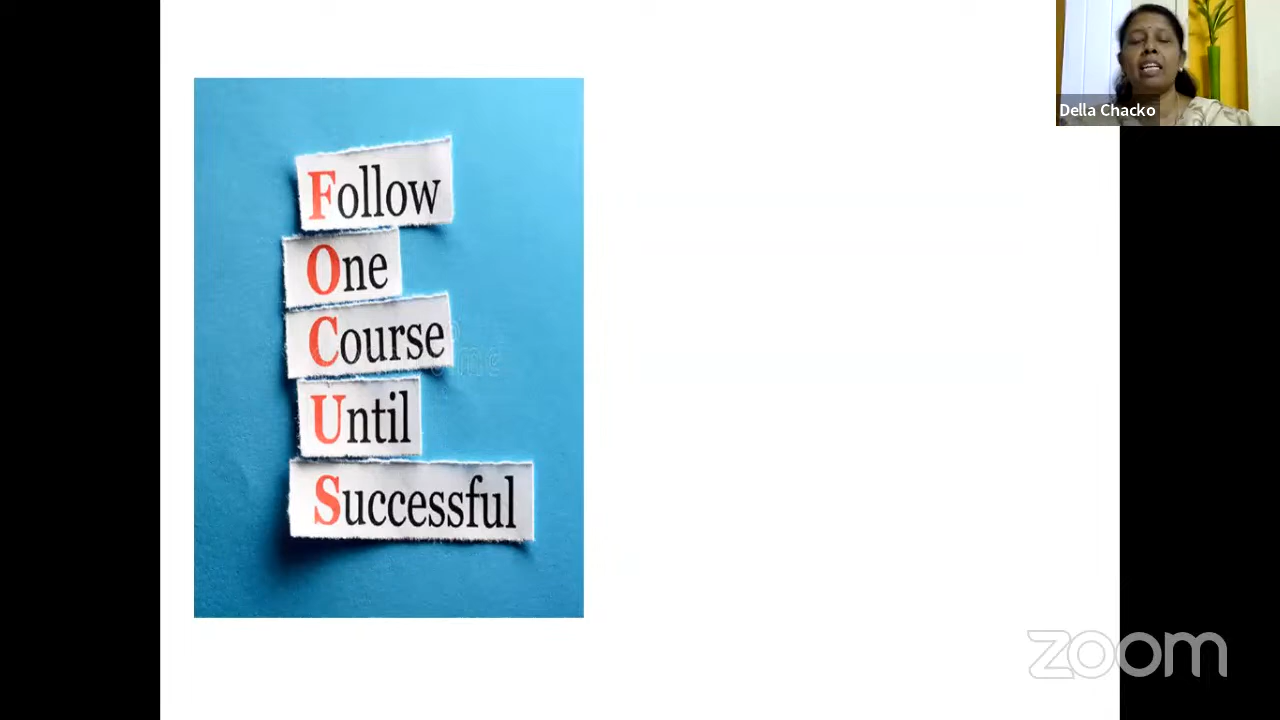 Della Chacko
Follow
One
Course
Until
Successful
zoom